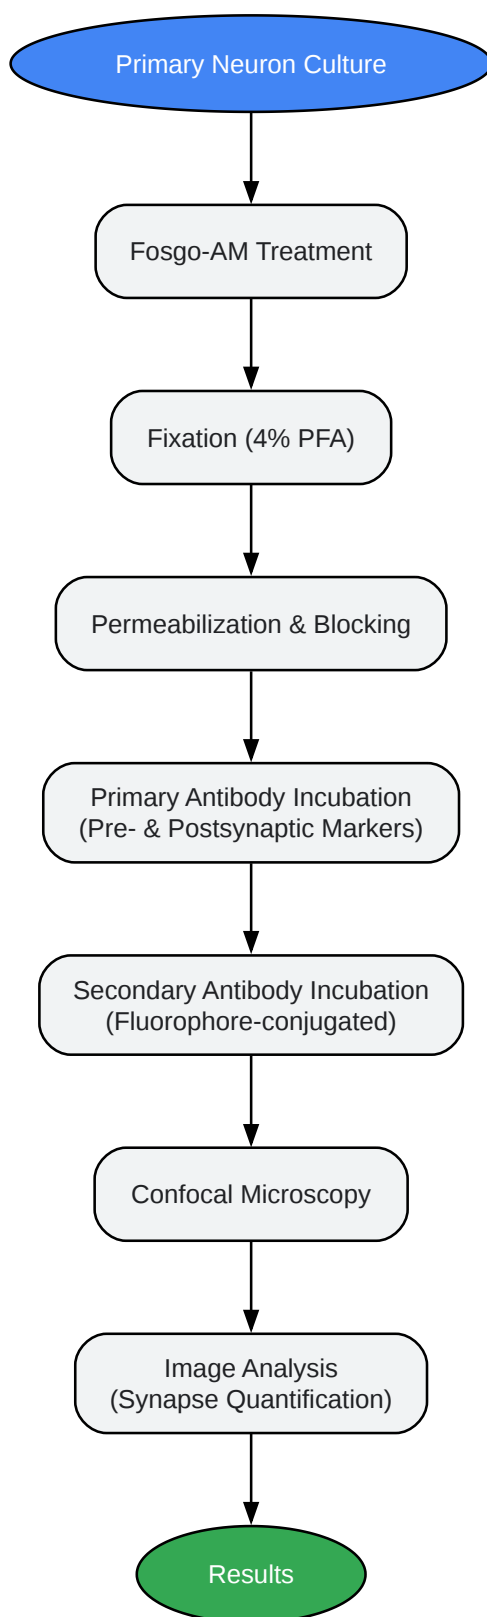 Primary Neuron Culture
Fosgo-AM Treatment
Fixation (4% PFA)
Permeabilization & Blocking
Primary Antibody Incubation
(Pre- & Postsynaptic Markers)
Secondary Antibody Incubation
(Fluorophore-conjugated)
Confocal Microscopy
Image Analysis
(Synapse Quantification)
Results